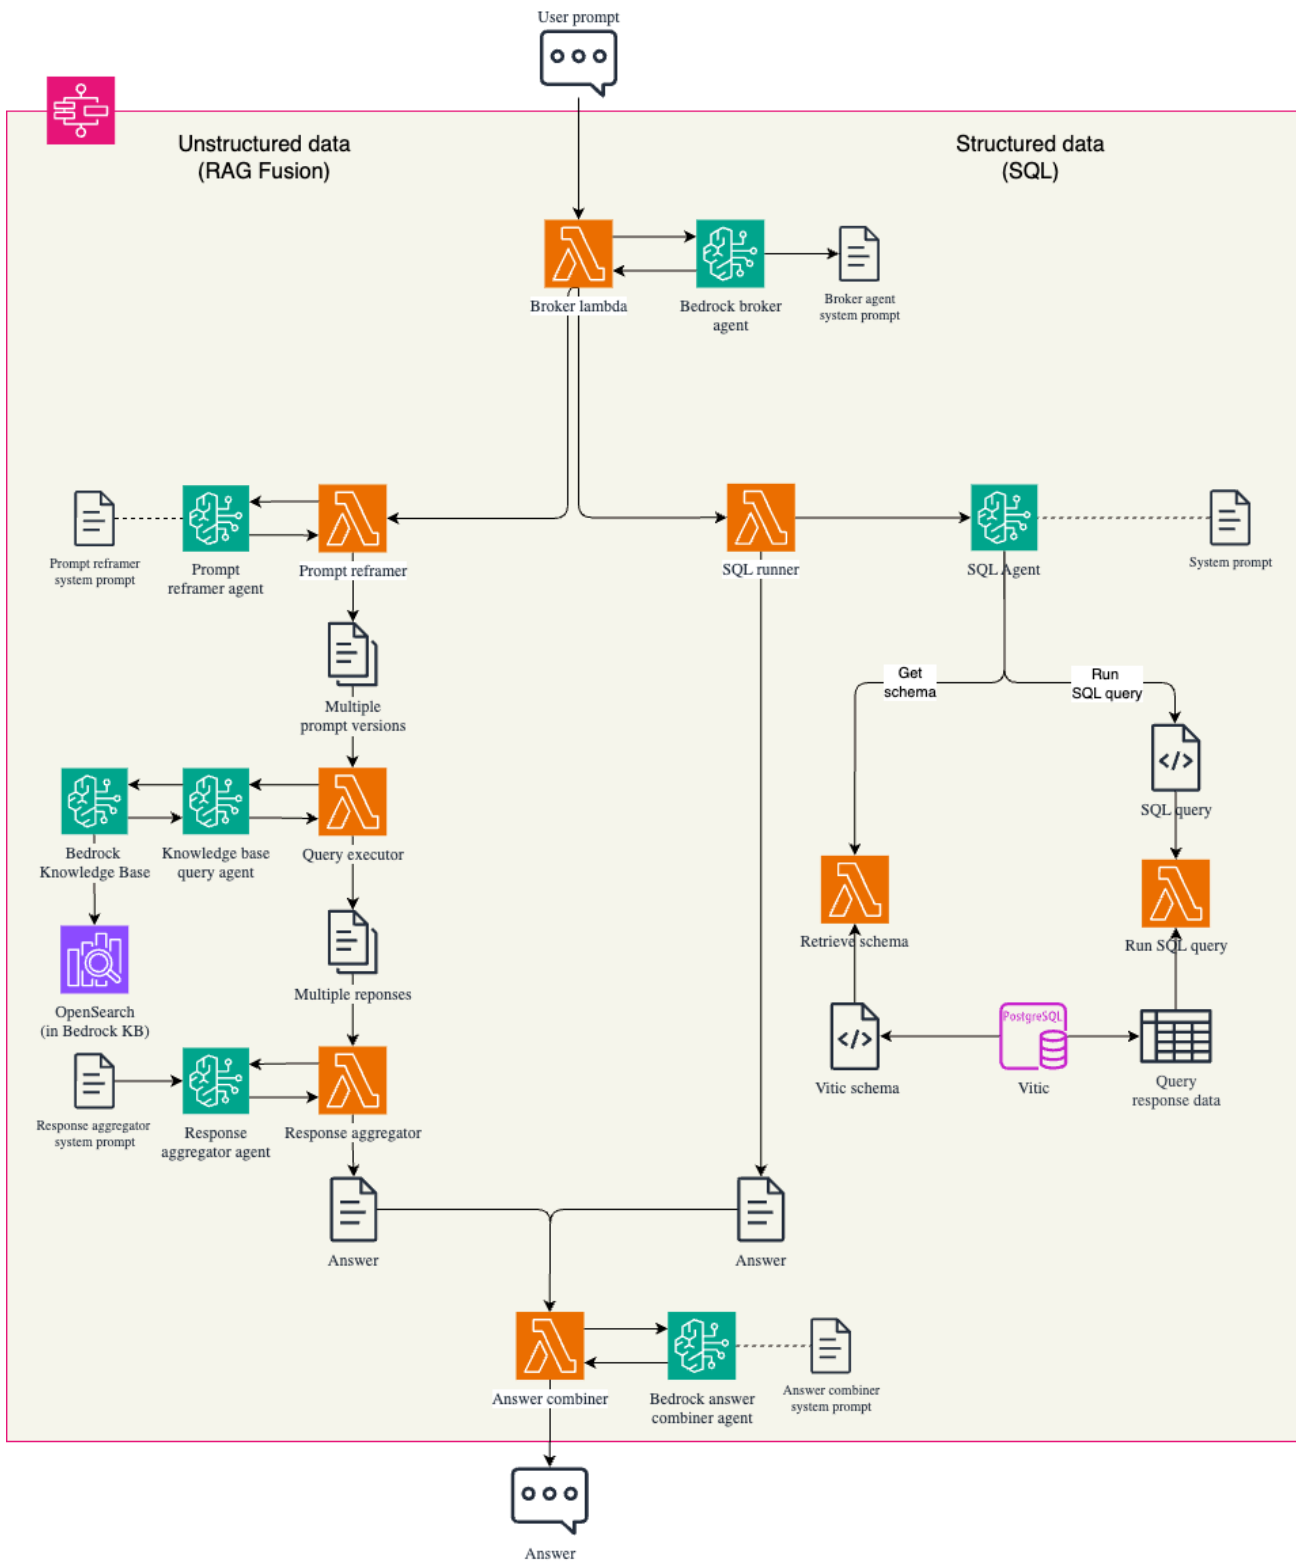 User prompt
Unstructured data
(RAG Fusion)
Structured data
(SQL)
Broker lambda
Bedrock broker
agent
Broker agent
system prompt
Prompt reframer
system prompt
Prompt
reframer agent
Prompt reframer
SQL runner
SQL Agent
System prompt
Multiple
prompt versions
Get
schema
Run
SQL query
</>
SQL query
Bedrock
Knowledge Base
Knowledge base
query agent
Query executor
Retrieve schema
Run SQL query
OpenSearch
(in Bedrock KB)
Multiple reponses
</>
Vitic schema
PostgreSQL
Vitic
Query
response data
Response aggregator
system prompt
Response
aggregator agent
Response aggregator
Answer
Answer
Answer combiner
Bedrock answer
combiner agent
Answer combiner
system prompt
Answer